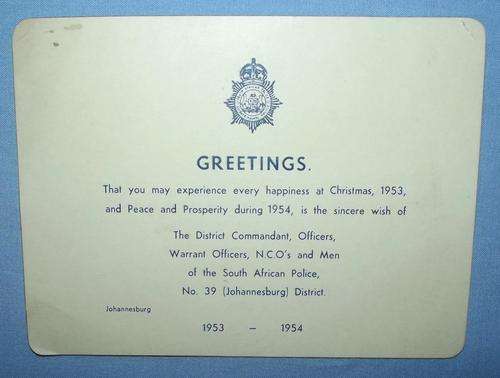 GREETINGS.
That you may experience every happiness at Christmas, 1953,
and Peace and Prosperity during 1954, is the sincere wish of
The District Commandant, Officers,
Warrant Officers, N.C.O's and Men
of the South African Police,
No. 39 (Johannesburg) District.
Johannesburg
1953 – 1954